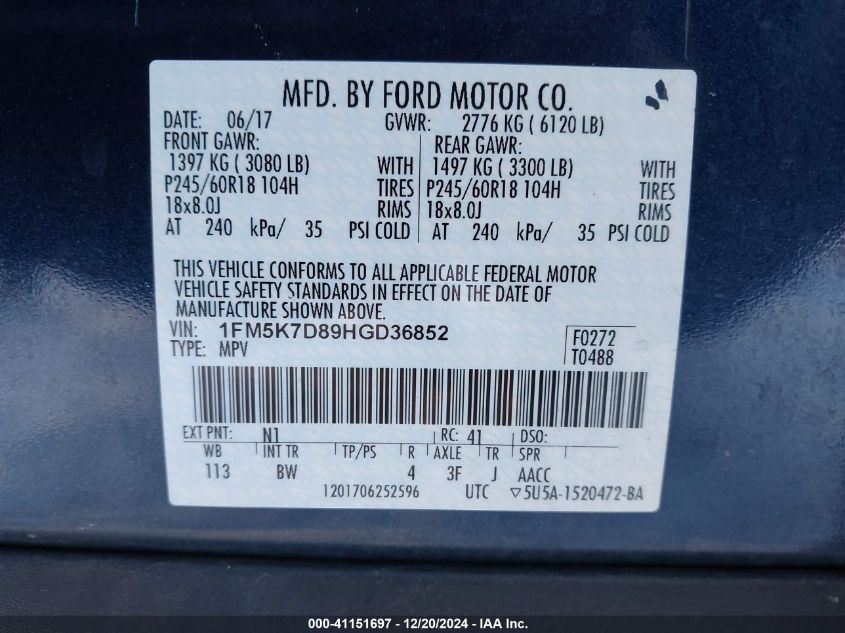 MFD. BY FORD MOTOR CO.
DATE: 06/17 GVWR: 2776 KG ( 6120 LB)
FRONT GAWR: REAR GAWR:
1397 KG ( 3080 LB) WITH 1497 KG ( 3300 LB) WITH
P245/60R18 104H TIRES P245/60R18 104H TIRES
18x8.0J RIMS 18x8.0J RIMS
AT 240 kPa/ 35 PSI COLD AT 240 kPa/ 35 PSI COLD
THIS VEHICLE CONFORMS TO ALL APPLICABLE FEDERAL MOTOR
VEHICLE SAFETY STANDARDS IN EFFECT ON THE DATE OF
MANUFACTURE SHOWN ABOVE.
VIN: 1FM5K7D89HGD36852 F0272
TYPE: MPV T0488
EXT PNT: N1 RC: 41 DSO:
WB INT TR TP/PS R AXLE TR SPR
113 BW 4 3F J AACC
1201706252596 UTC ▽5U5A-1520472-BA
000-41151697 - 12/20/2024 - IAA Inc.